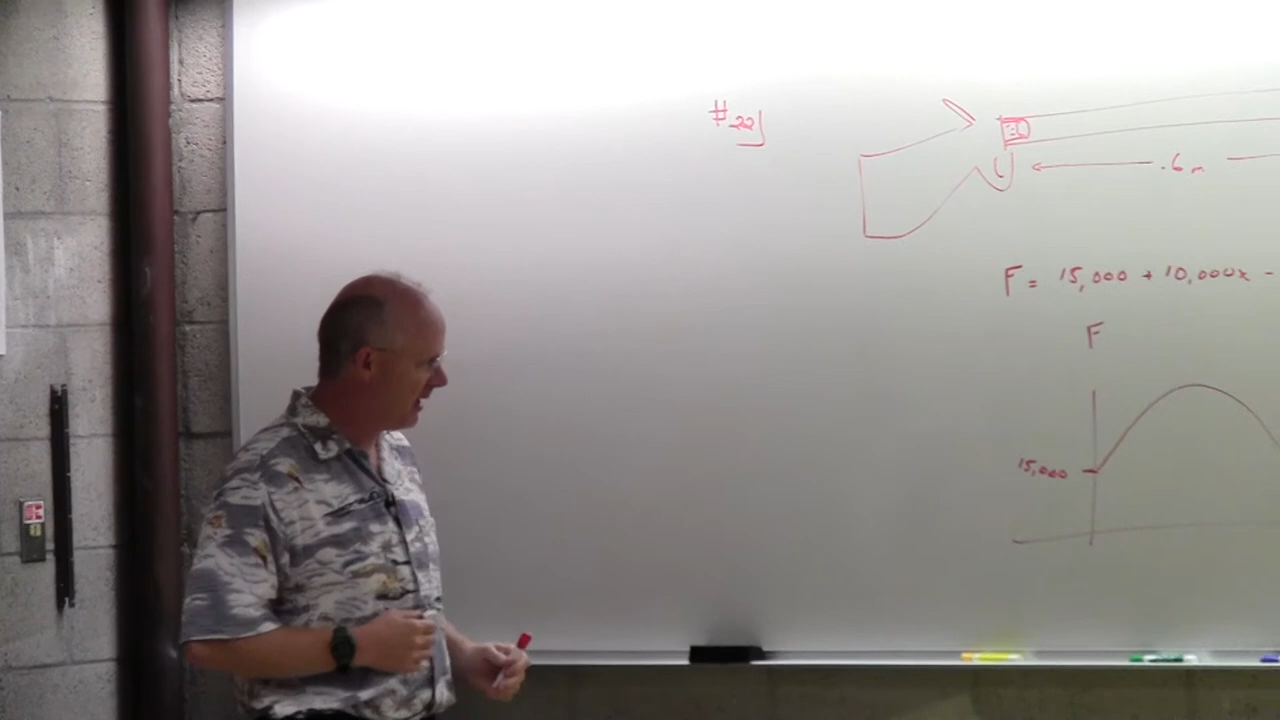 #22
.6 m
F = 15,000 + 10,000x -
F
15,000